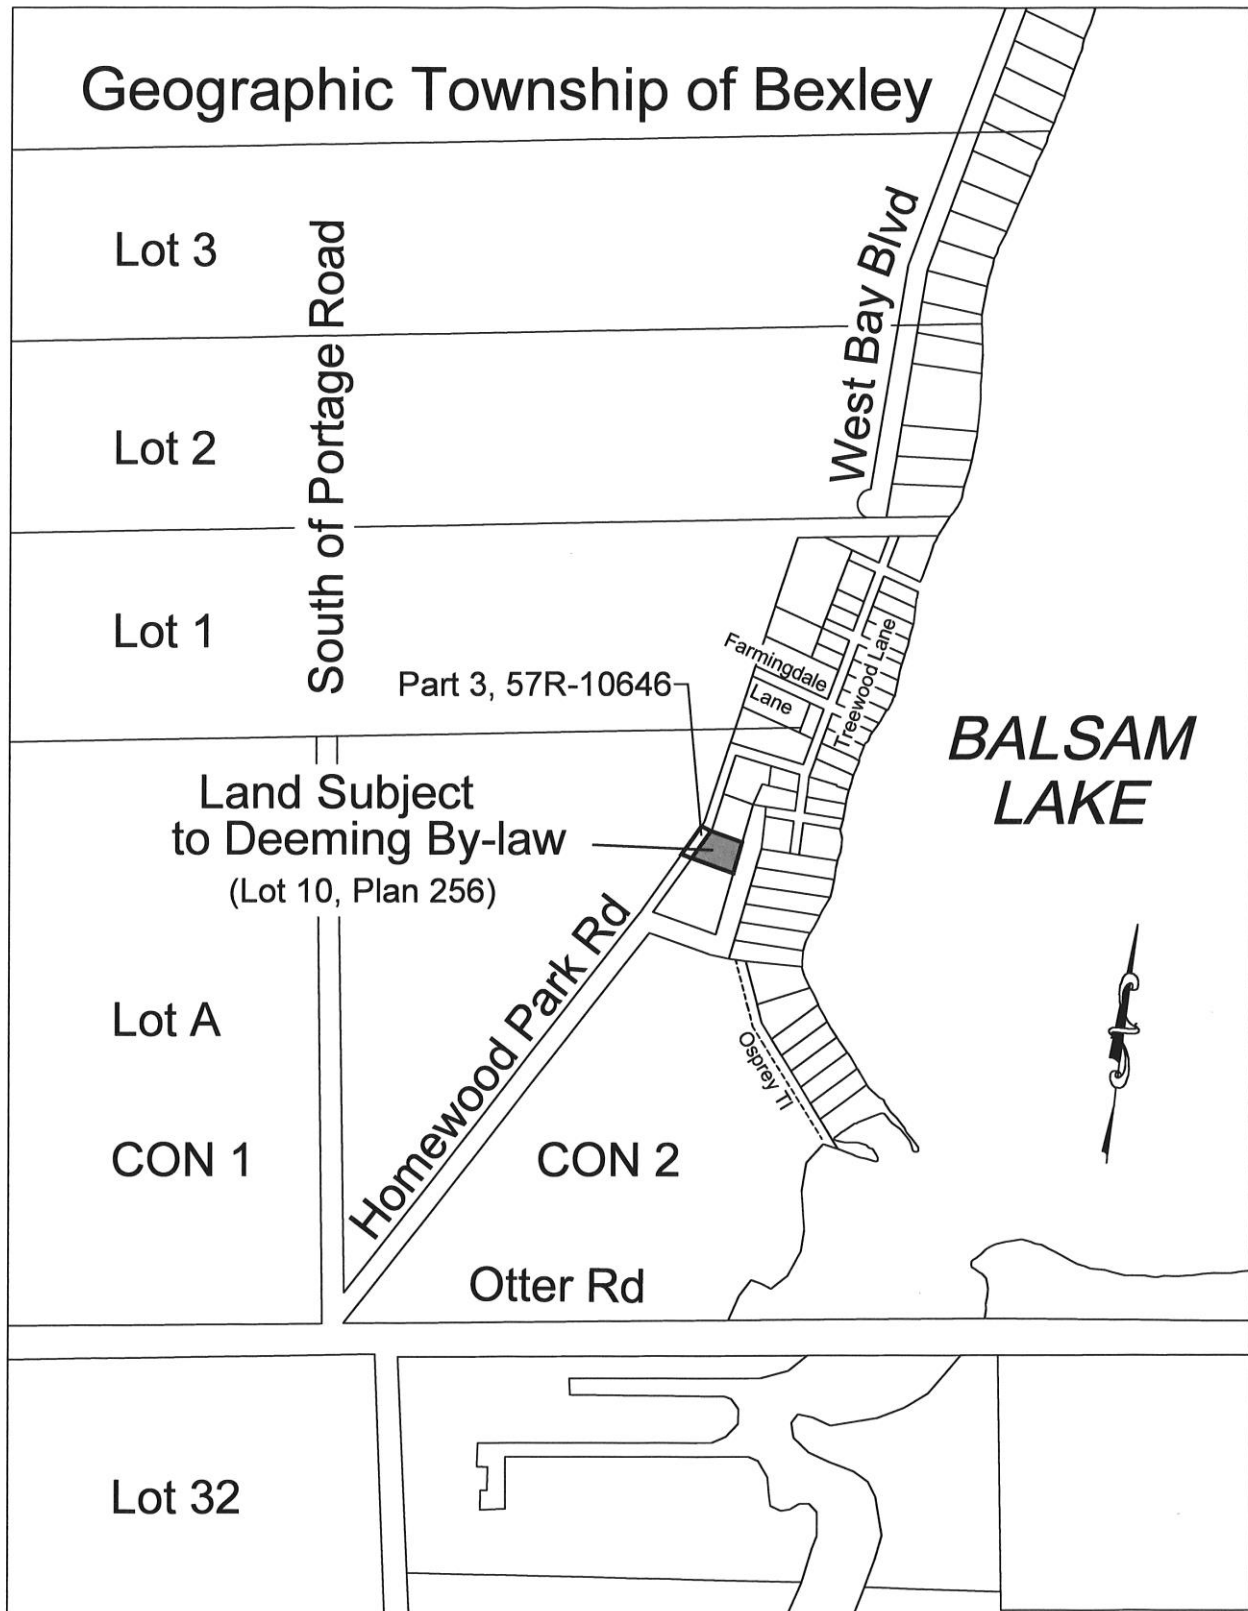 Geographic Township of Bexley
Lot 3
South of Portage Road
West Bay Blvd
Lot 2
Lot 1
Farmingdale
Lane
Treewood Lane
Part 3, 57R-10646
BALSAM
LAKE
Land Subject
to Deeming By-law
(Lot 10, Plan 256)
Homewood Park Rd
Lot A
Osprey Tl
CON 1
CON 2
Otter Rd
Lot 32